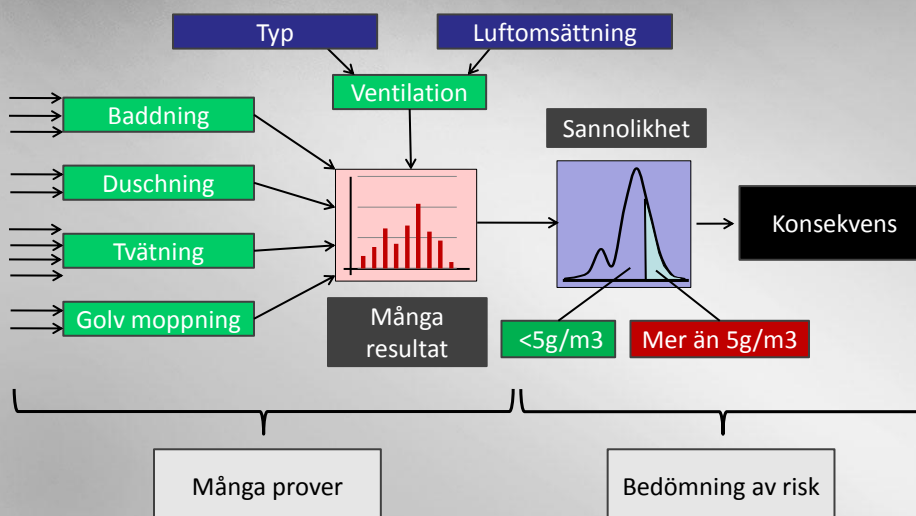 Typ
Luftomsättning
Ventilation
Baddning
Duschning
Tvätning
Golv moppning
Många
resultat
Sannolikhet
Konsekvens
<5g/m3
Mer än 5g/m3
Många prover
Bedömning av risk